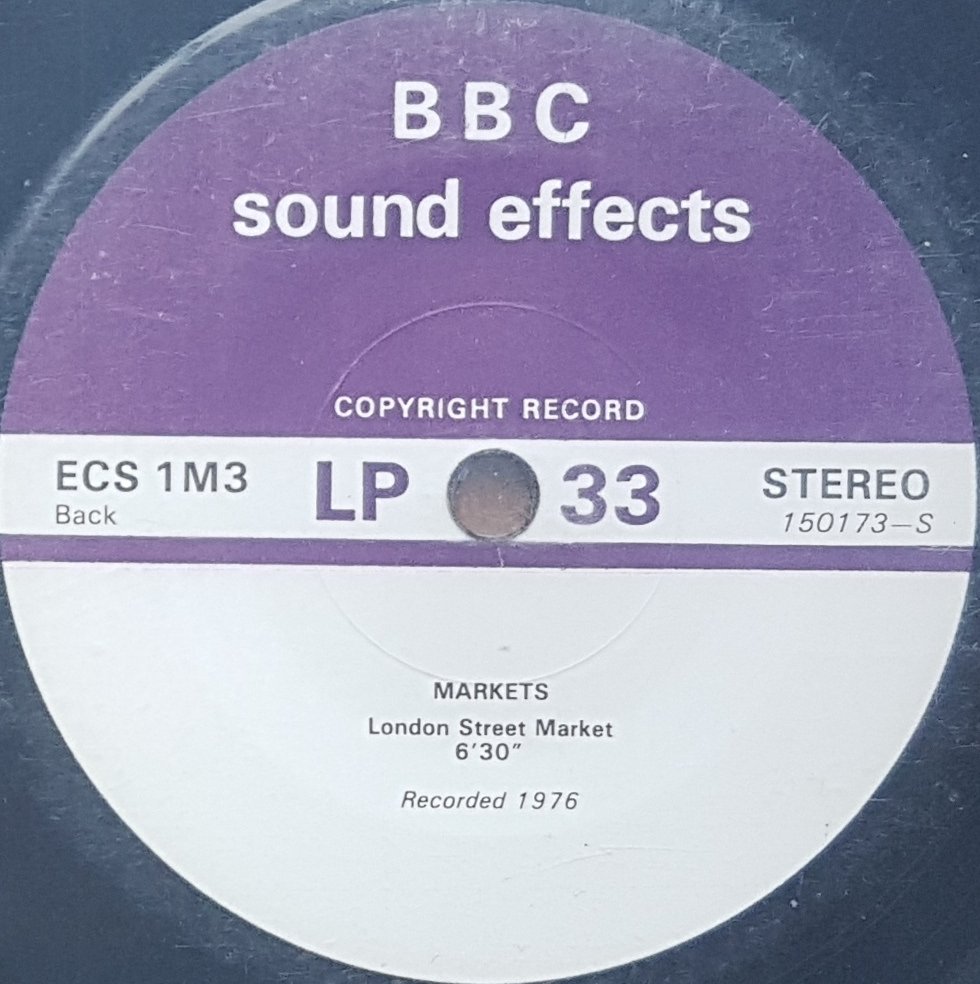 BBC
sound effects
COPYRIGHT RECORD
ECS 1M3 LP 33 STEREO
Back 150173–S
MARKETS
London Street Market
6'30"
Recorded 1976